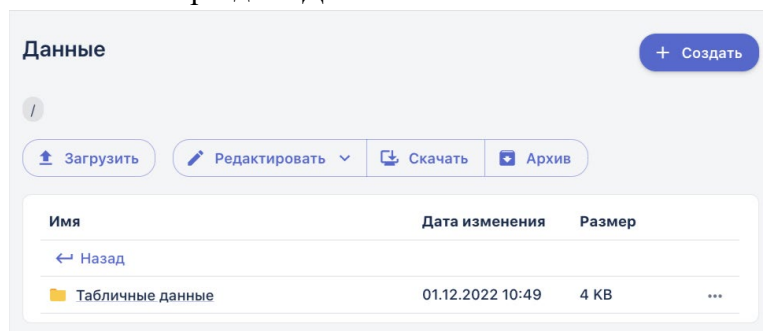 Данные
+ Создать
/
Загрузить Редактировать Скачать Архив
Имя Дата изменения Размер
Назад
Табличные данные 01.12.2022 10:49 4 KB ...